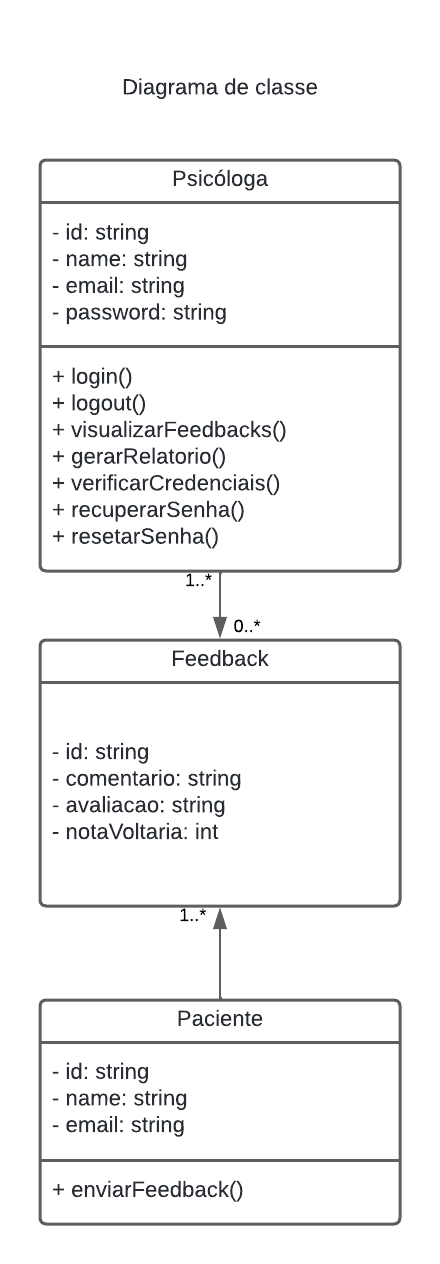 Diagrama de classe
Psicóloga
- id: string
- name: string
- email: string
- password: string
+ login()
+ logout()
+ visualizarFeedbacks()
+ gerarRelatorio()
+ verificarCredenciais()
+ recuperarSenha()
+ resetarSenha()
1..*
0..*
Feedback
- id: string
- comentario: string
- avaliacao: string
- notaVoltaria: int
1..*
Paciente
- id: string
- name: string
- email: string
+ enviarFeedback()